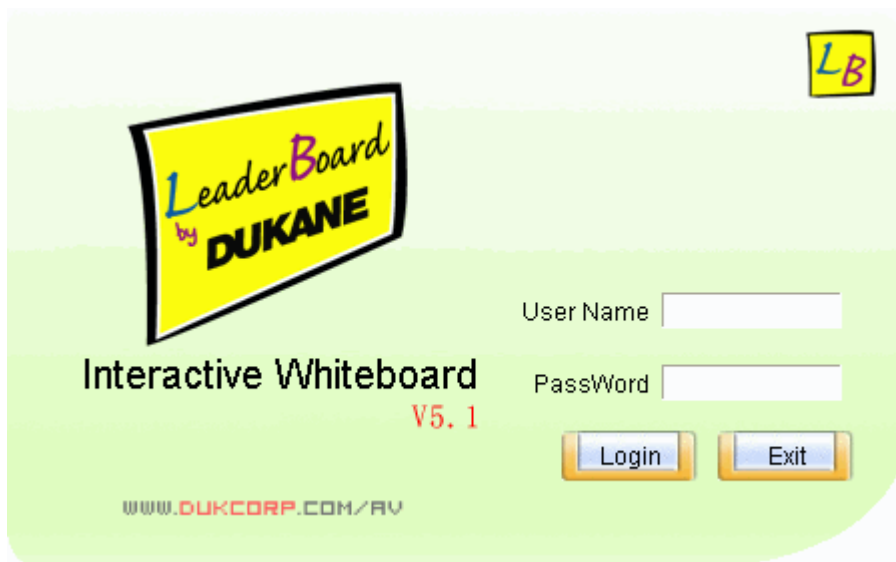 LB
LeaderBoard
by DUKANE
Interactive Whiteboard
V5.1
User Name
PassWord
Login
Exit
WWW.DUKCORP.COM/AV